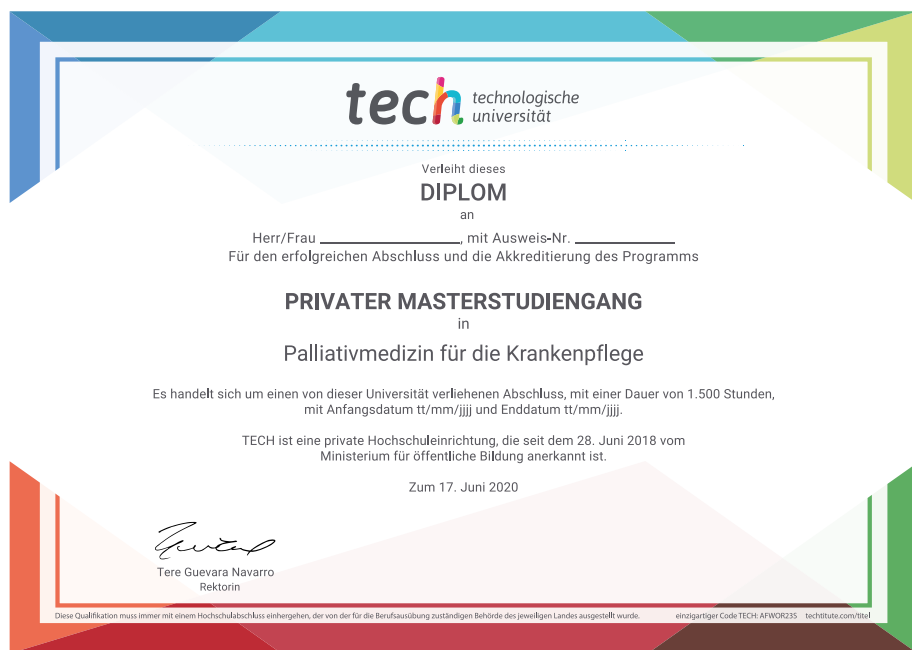 tech technologische
universität
Verleiht dieses
DIPLOM
an
Herr/Frau ____________________, mit Ausweis-Nr. ______________
Für den erfolgreichen Abschluss und die Akkreditierung des Programms
PRIVATER MASTERSTUDIENGANG
in
Palliativmedizin für die Krankenpflege
Es handelt sich um einen von dieser Universität verliehenen Abschluss, mit einer Dauer von 1.500 Stunden,
mit Anfangsdatum tt/mm/jjjj und Enddatum tt/mm/jjjj.
TECH ist eine private Hochschuleinrichtung, die seit dem 28. Juni 2018 vom
Ministerium für öffentliche Bildung anerkannt ist.
Zum 17. Juni 2020
Tere Guevara Navarro
Rektorin
Diese Qualifikation muss immer mit einem Hochschulabschluss einhergehen, der von der für die Berufsausübung zuständigen Behörde des jeweiligen Landes ausgestellt wurde. einzigartiger Code TECH: AFWOR235 techtitute.com/titel